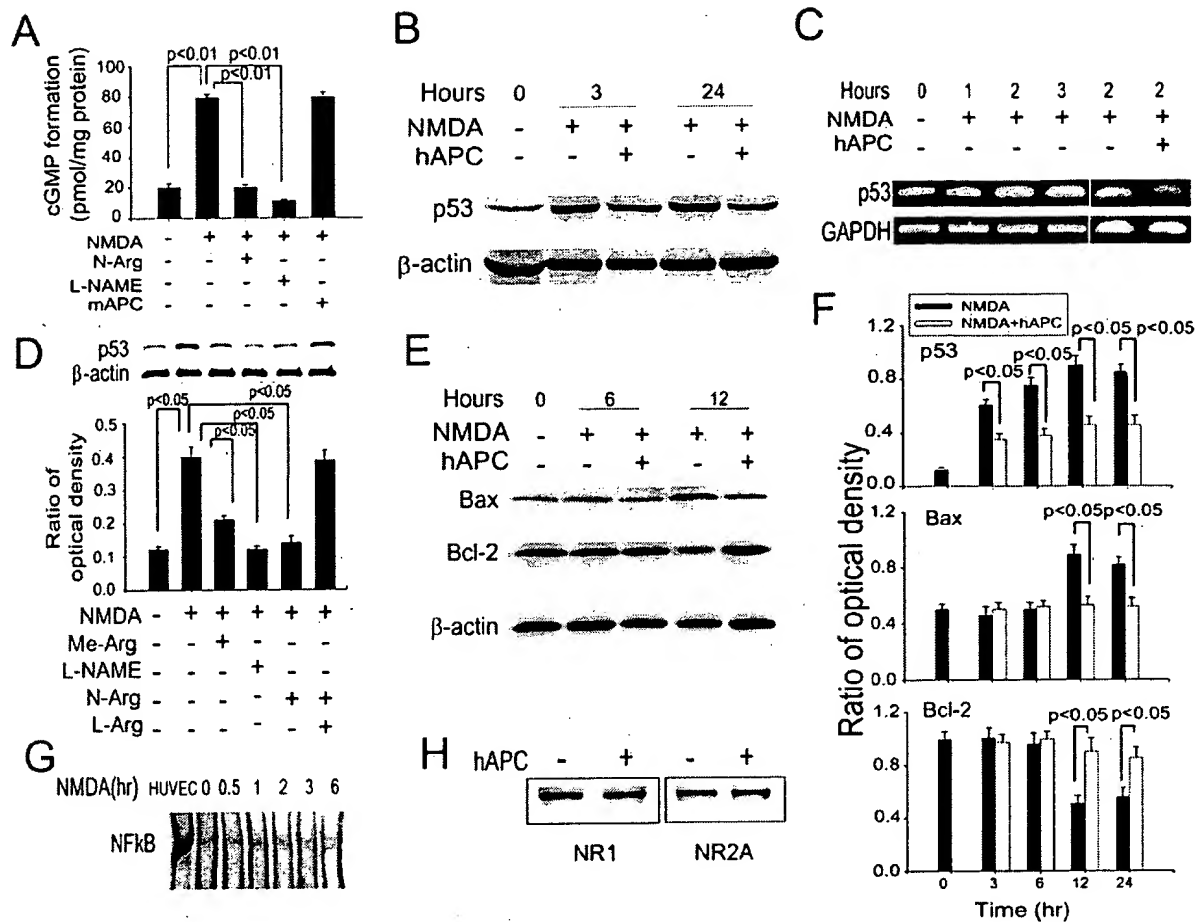 A
cGMP formation
(pmol/mg protein)
100
80
60
40
20
0
p<0.01
p<0.01
p<0.01
NMDA - + + + +
N-Arg - - + - -
L-NAME - - - + -
mAPC - - - - +
B
Hours 0 3 24
NMDA - + + + +
hAPC - - + - +
p53
β-actin
C
Hours 0 1 2 3 2 2
NMDA - + + + + +
hAPC - - - - - +
p53
GAPDH
D
p53
β-actin
p<0.05
p<0.05
p<0.05
p<0.05
Ratio of
optical density
0.5
0.4
0.3
0.2
0.1
0.0
NMDA - + + + + +
Me-Arg - - + - - -
L-NAME - - - + - -
N-Arg - - - - + +
L-Arg - - - - - +
E
Hours 0 6 12
NMDA - + + + +
hAPC - - + - +
Bax
Bcl-2
β-actin
F
NMDA
NMDA+hAPC
Ratio of optical density
1.2
0.8
0.4
0.0
p53
p<0.05
p<0.05
p<0.05
p<0.05
1.2
0.8
0.4
0.0
Bax
p<0.05
p<0.05
1.2
0.8
0.4
0.0
Bcl-2
p<0.05
p<0.05
0 3 6 12 24
Time (hr)
G
NMDA(hr) HUVEC 0 0.5 1 2 3 6
NFkB
H
hAPC - + - +
NR1 NR2A